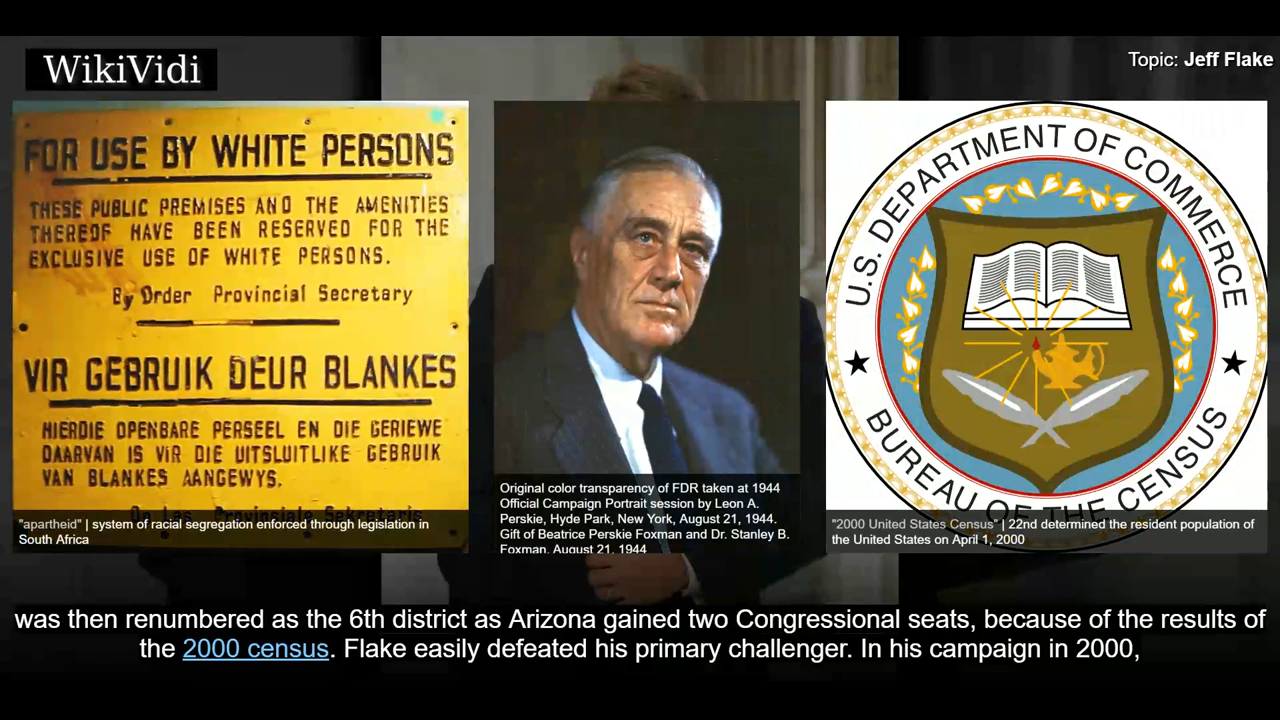 WikiVidi
Topic: Jeff Flake
FOR USE BY WHITE PERSONS
THESE PUBLIC PREMISES AND THE AMENITIES
THEREOF HAVE BEEN RESERVED FOR THE
EXCLUSIVE USE OF WHITE PERSONS.
By Order Provincial Secretary
VIR GEBRUIK DEUR BLANKES
HIERDIE OPENBARE PERSEEL EN DIE GERIEWE
DAARVAN IS VIR DIE UITSLUITLIKE GEBRUIK
VAN BLANKES AANGEWYS.
Op Las Provinsiale Sekretaris
"apartheid" | system of racial segregation enforced through legislation in
South Africa
Original color transparency of FDR taken at 1944
Official Campaign Portrait session by Leon A.
Perskie, Hyde Park, New York, August 21, 1944.
Gift of Beatrice Perskie Foxman and Dr. Stanley B.
Foxman. August 21, 1944
U.S. DEPARTMENT OF COMMERCE
BUREAU OF THE CENSUS
"2000 United States Census" | 22nd determined the resident population of
the United States on April 1, 2000
was then renumbered as the 6th district as Arizona gained two Congressional seats, because of the results of
the 2000 census. Flake easily defeated his primary challenger. In his campaign in 2000,